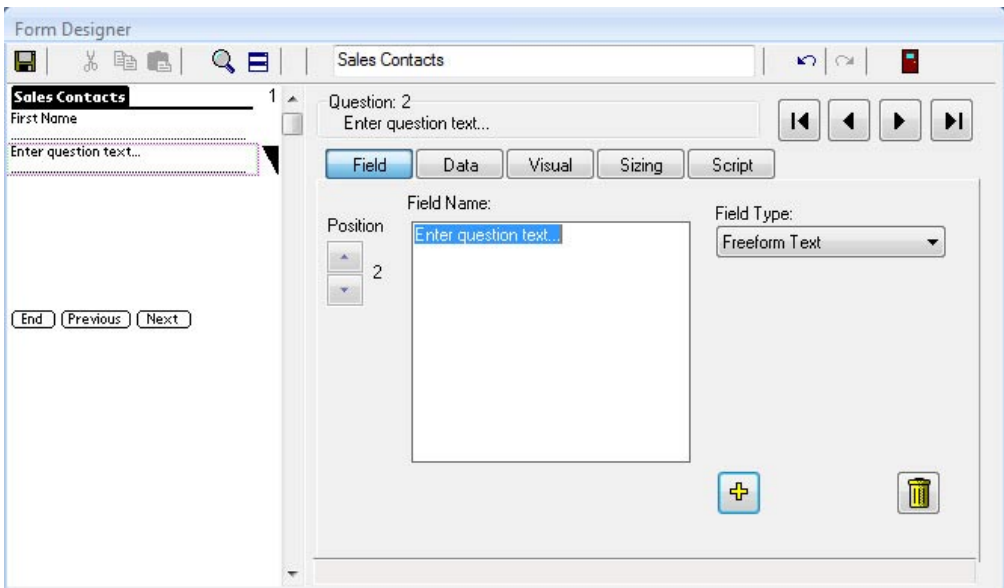 Form Designer
Sales Contacts
Sales Contacts 1
First Name
Enter question text...
End Previous Next
Question: 2
Enter question text...
Field Data Visual Sizing Script
Position
2
Field Name:
Enter question text...
Field Type:
Freeform Text